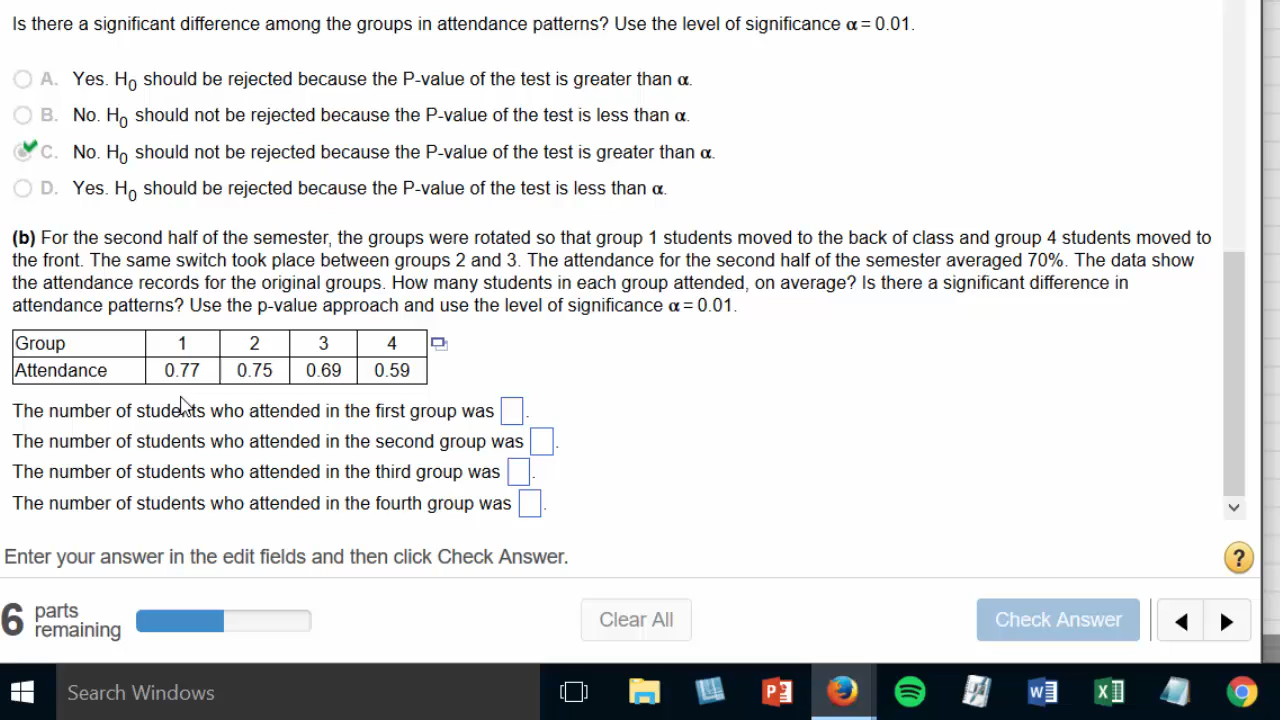 Is there a significant difference among the groups in attendance patterns? Use the level of significance α = 0.01.
A. Yes. H0 should be rejected because the P-value of the test is greater than α.
B. No. H0 should not be rejected because the P-value of the test is less than α.
C. No. H0 should not be rejected because the P-value of the test is greater than α.
D. Yes. H0 should be rejected because the P-value of the test is less than α.
(b) For the second half of the semester, the groups were rotated so that group 1 students moved to the back of class and group 4 students moved to
the front. The same switch took place between groups 2 and 3. The attendance for the second half of the semester averaged 70%. The data show
the attendance records for the original groups. How many students in each group attended, on average? Is there a significant difference in
attendance patterns? Use the p-value approach and use the level of significance α = 0.01.
Group 1 2 3 4
Attendance 0.77 0.75 0.69 0.59
The number of students who attended in the first group was .
The number of students who attended in the second group was .
The number of students who attended in the third group was .
The number of students who attended in the fourth group was .
Enter your answer in the edit fields and then click Check Answer.
?
6 parts
remaining
Clear All
Check Answer
Search Windows